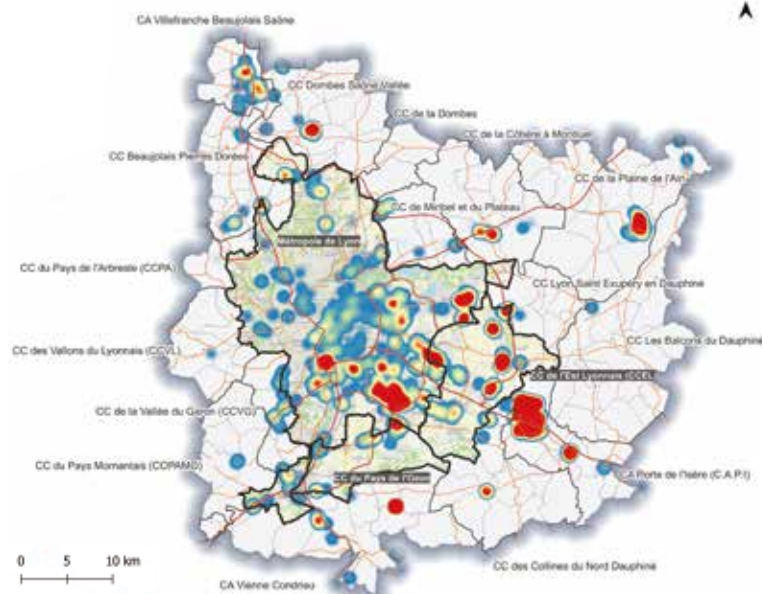 CA Villefranche Beaujolais Saône
CC Dombes Saône Vallée
CC de la Dombes
CC de la Côtière à Montluel
CC Beaujolais Pierres Dorées
CC de la Plaine de l'Ain
CC de Miribel et du Plateau
Métropole de Lyon
CC du Pays de l'Arbresle (CCPA)
CC Lyon Saint Exupéry en Dauphiné
CC Les Balcons du Dauphiné
CC des Vallons du Lyonnais (CCVL)
CC de l'Est Lyonnais (CCEL)
CC de la Vallée du Garon (CCVG)
CC du Pays Mornantais (COPAMO)
CC du Pays de l'Ozon
CA Porte de l'Isère (C.A.P.I)
0 5 10 km
CC des Collines du Nord Dauphiné
CA Vienne Condrieu